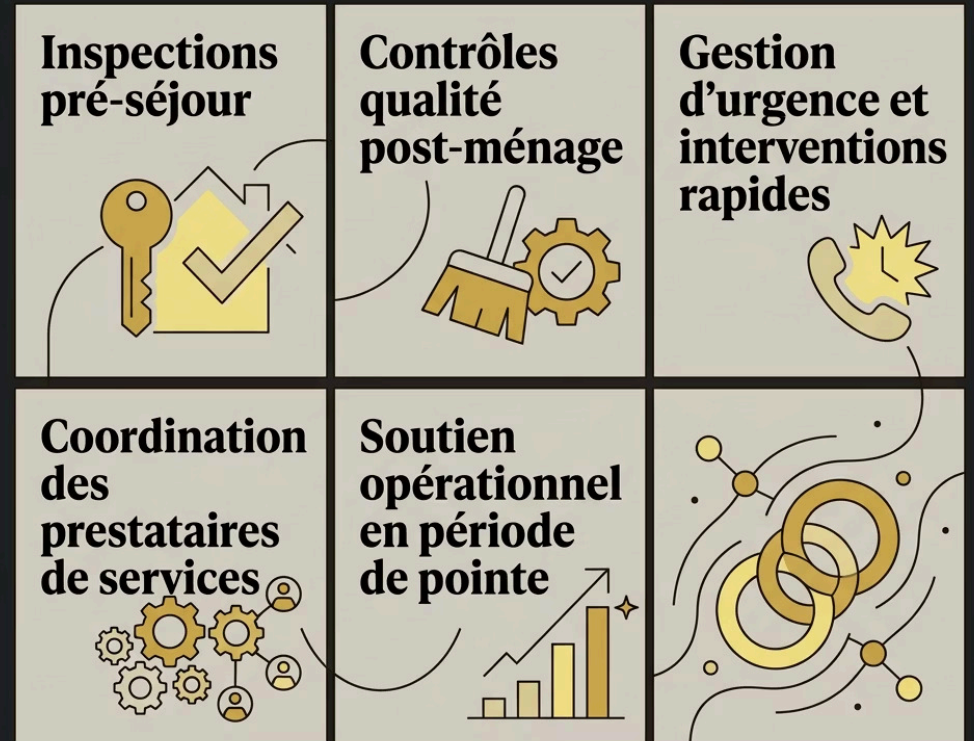 Inspections
pré-séjour
Contrôles
qualité
post-ménage
Gestion
d’urgence et
interventions
rapides
Coordination
des
prestataires
de services
Soutien
opérationnel
en période
de pointe